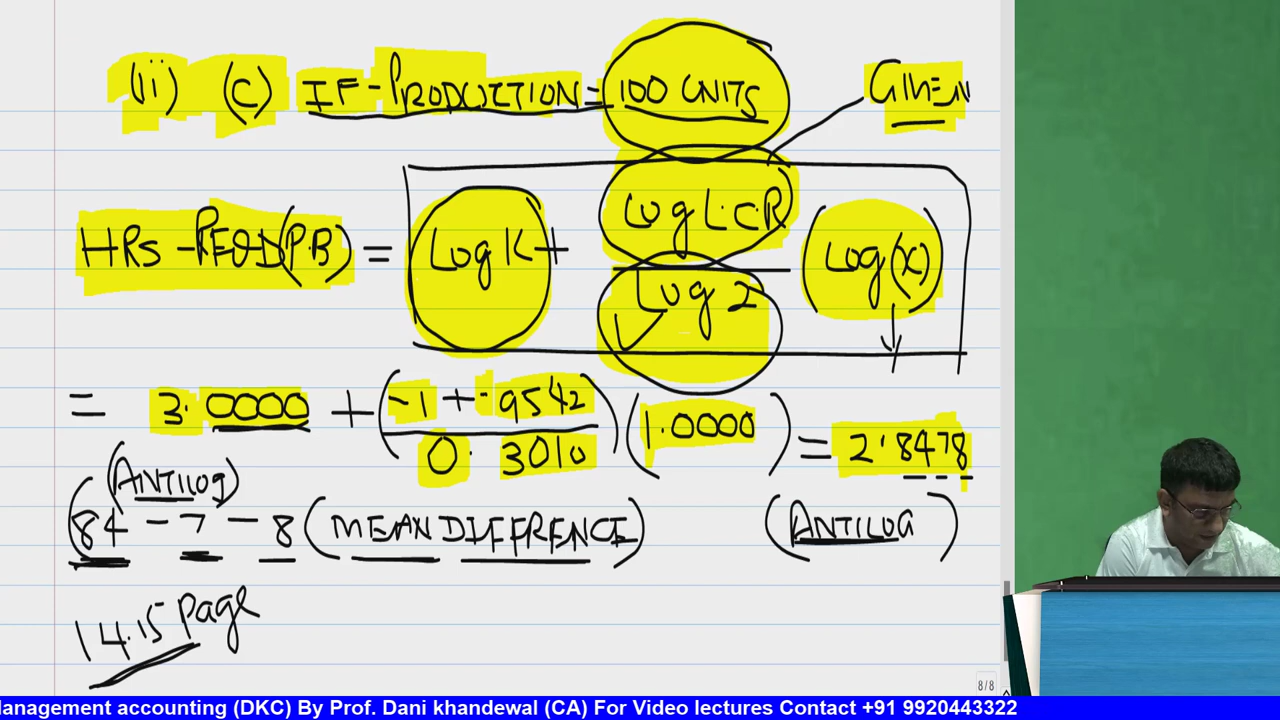 (ii) (C) IF-PRODUCTION = 100 UNITS GIVEN
HRS-REQD(P.B) = Log K + Log L.C.R / Log 2 (Log(X))
= 3.0000 + (-1 + .9542 / 0.3010) (1.0000) = 2.8478
(ANTILOG)
(84 - 7 - 8 (MEAN DIFFERENCE) (ANTILOG)
14.15 Page
8/8
Management accounting (DKC) By Prof. Dani khandewal (CA) For Video lectures Contact +91 9920443322